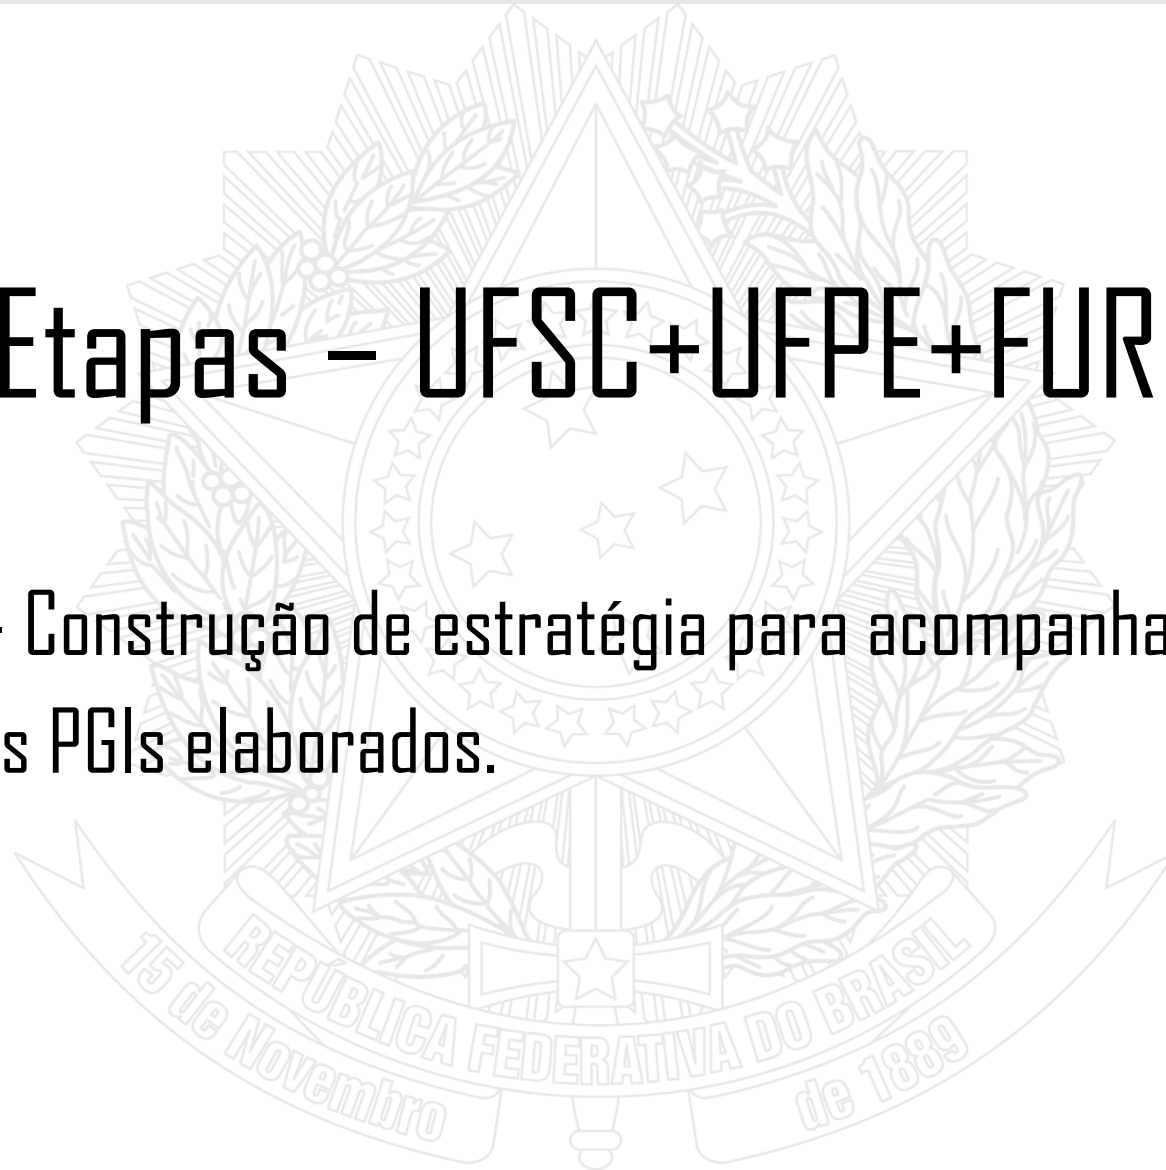 Etapas – UFSC+UFPE+FUR
- Construção de estratégia para acompanha
s PGIs elaborados.
REPÚBLICA FEDERATIVA DO BRASIL
15 de Novembro de 1889